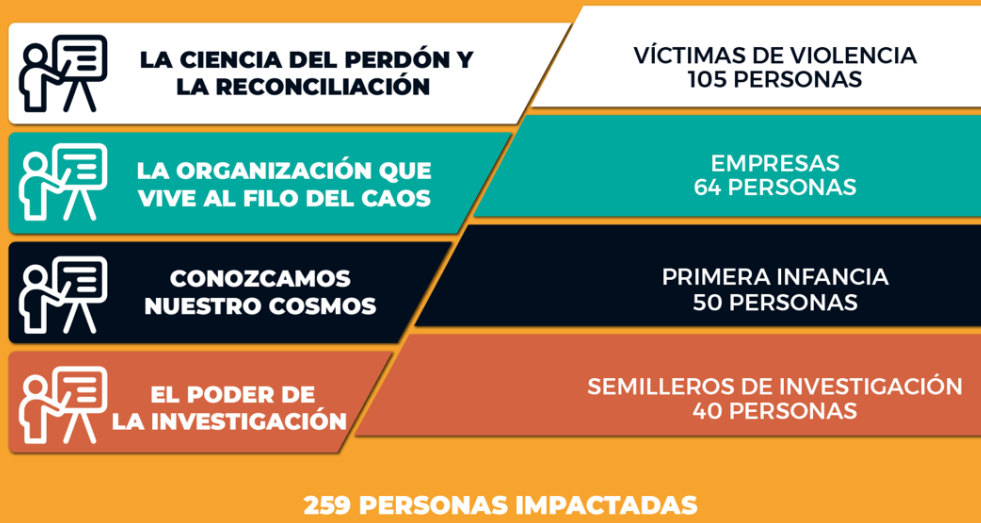 LA CIENCIA DEL PERDÓN Y
LA RECONCILIACIÓN
VÍCTIMAS DE VIOLENCIA
105 PERSONAS
LA ORGANIZACIÓN QUE
VIVE AL FILO DEL CAOS
EMPRESAS
64 PERSONAS
CONOZCAMOS
NUESTRO COSMOS
PRIMERA INFANCIA
50 PERSONAS
EL PODER DE
LA INVESTIGACIÓN
SEMILLEROS DE INVESTIGACIÓN
40 PERSONAS
259 PERSONAS IMPACTADAS